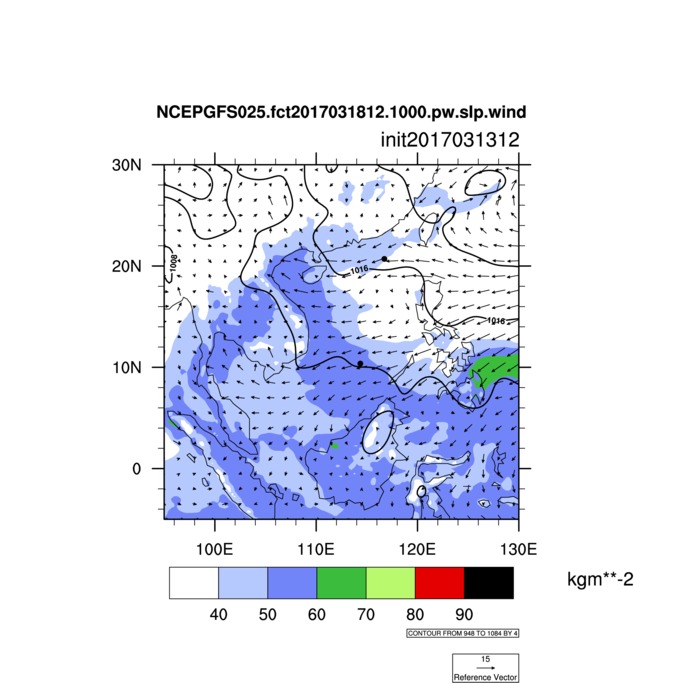 NCEPGFS025.fct2017031812.1000.pw.slp.wind
init2017031312
30N
20N
10N
0
1008
1016
1016
100E
110E
120E
130E
kgm**-2
40
50
60
70
80
90
CONTOUR FROM 948 TO 1084 BY 4
15
Reference Vector